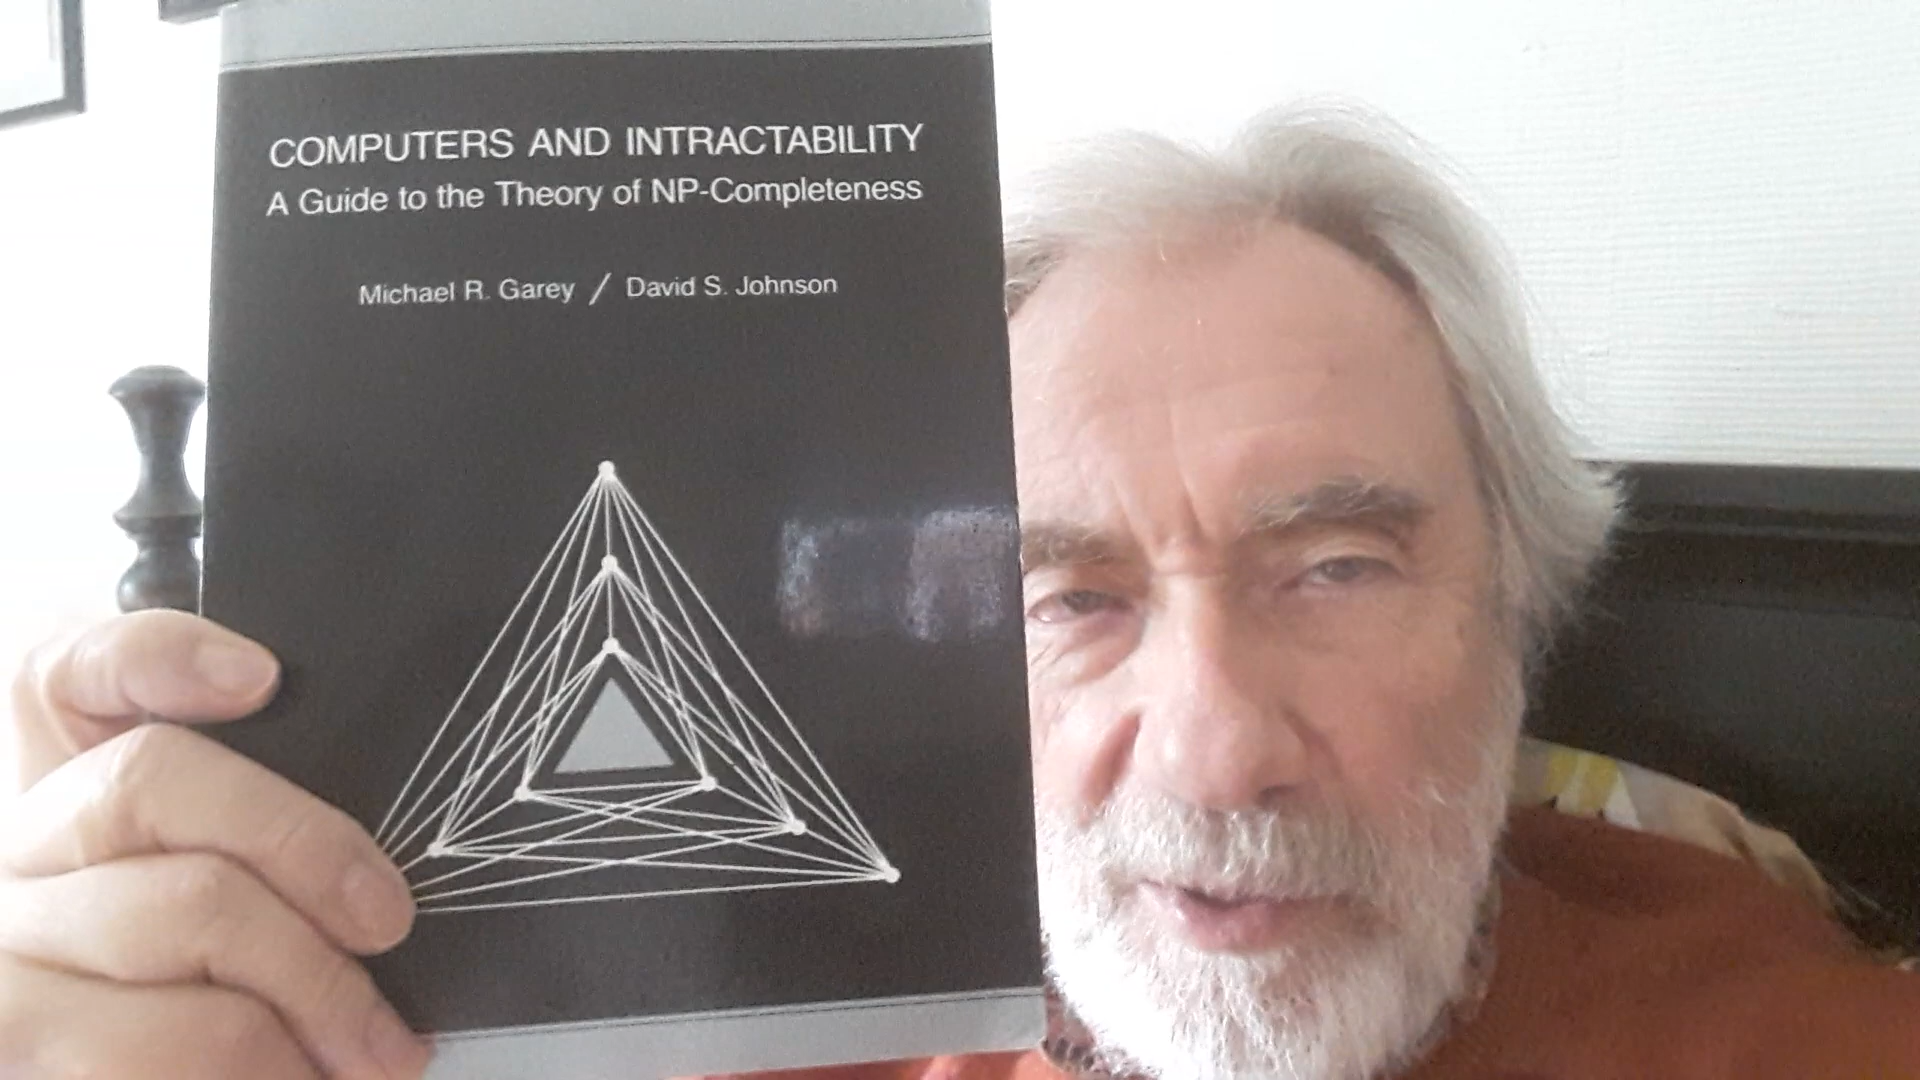 COMPUTERS AND INTRACTABILITY
A Guide to the Theory of NP-Completeness
Michael R. Garey / David S. Johnson